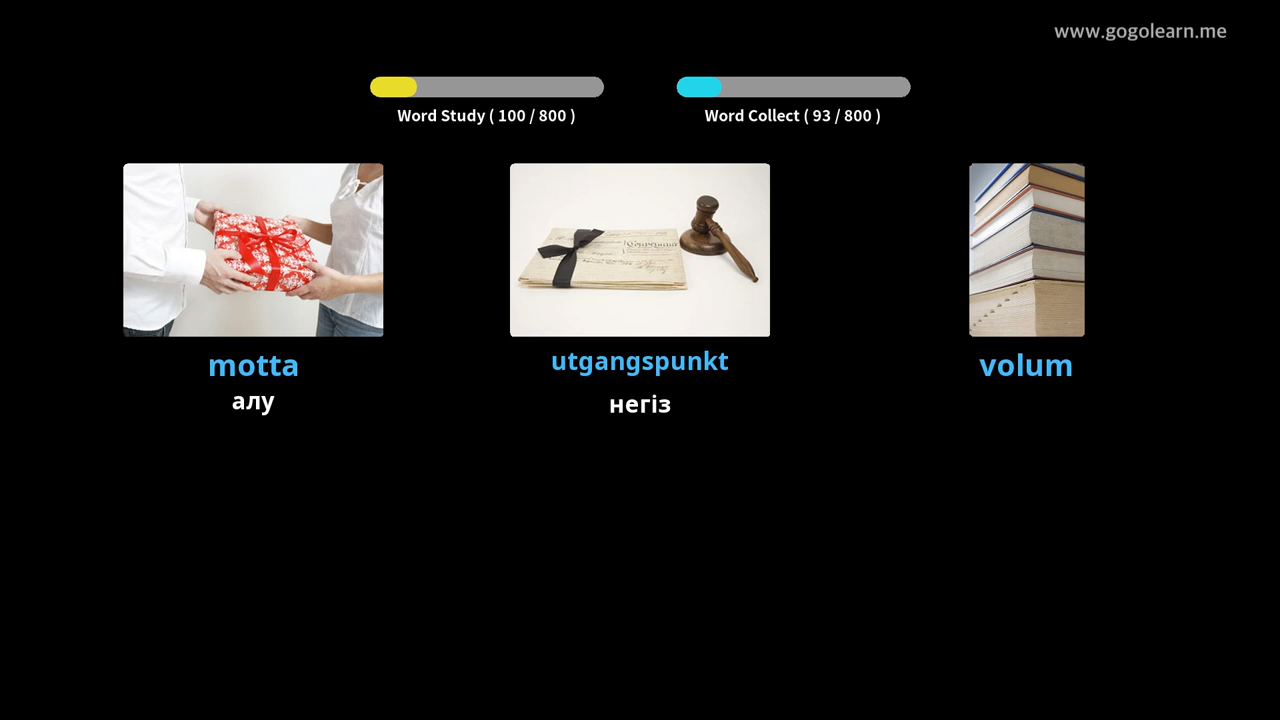 www.gogolearn.me
Word Study ( 100 / 800 )
Word Collect ( 93 / 800 )
motta
utgangspunkt
volum
алу
негіз